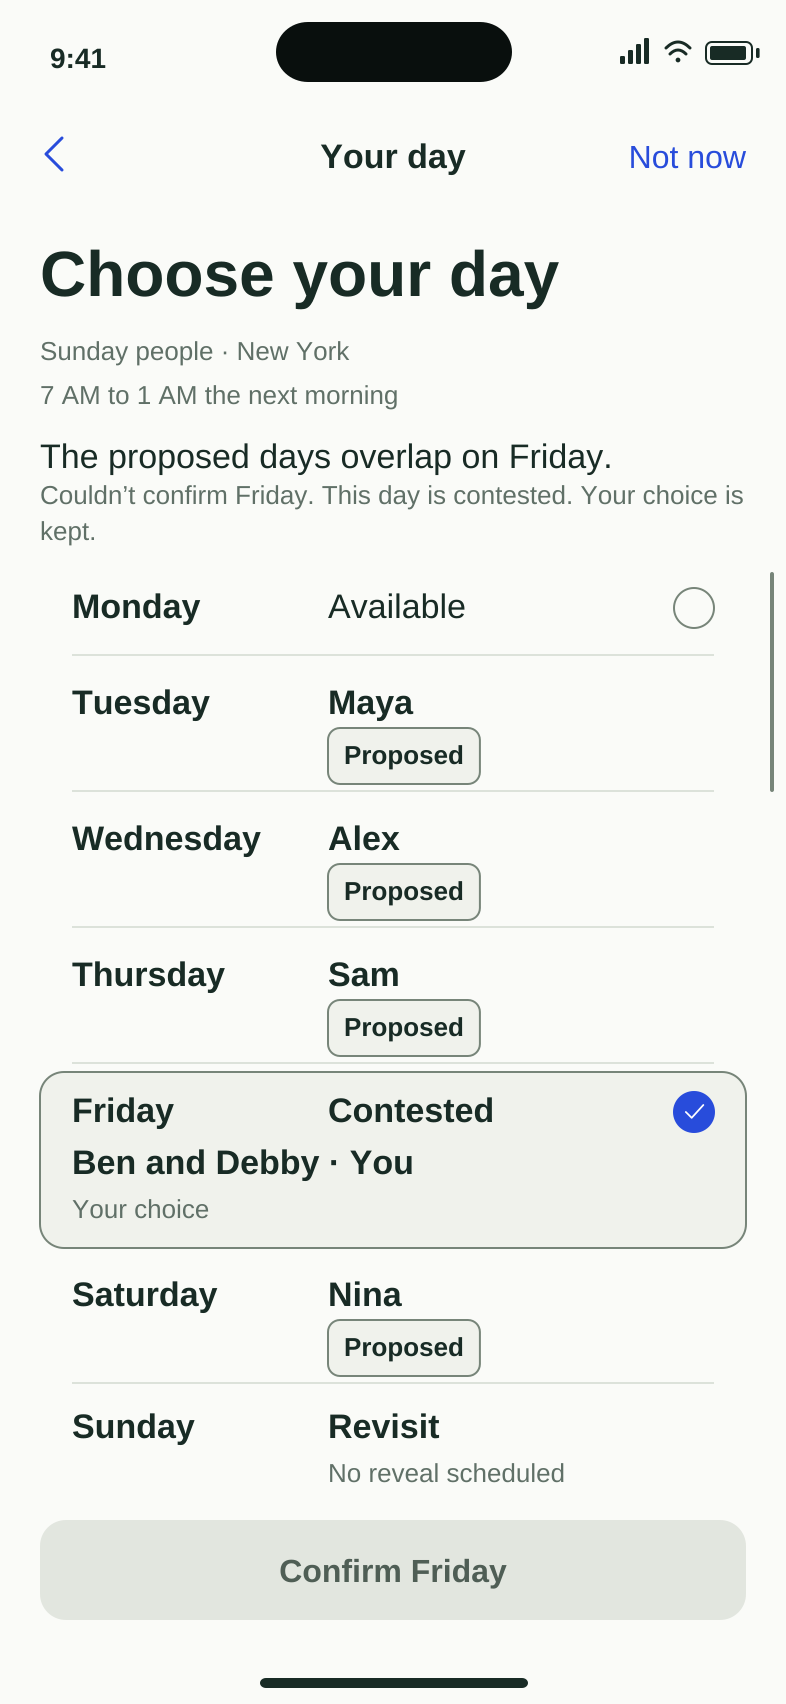 9:41
Your day
Not now
Choose your day
Sunday people · New York
7 AM to 1 AM the next morning
The proposed days overlap on Friday.
Couldn’t confirm Friday. This day is contested. Your choice is
kept.
Monday Available
Tuesday Maya
Proposed
Wednesday Alex
Proposed
Thursday Sam
Proposed
Friday Contested
Ben and Debby · You
Your choice
Saturday Nina
Proposed
Sunday Revisit
No reveal scheduled
Confirm Friday